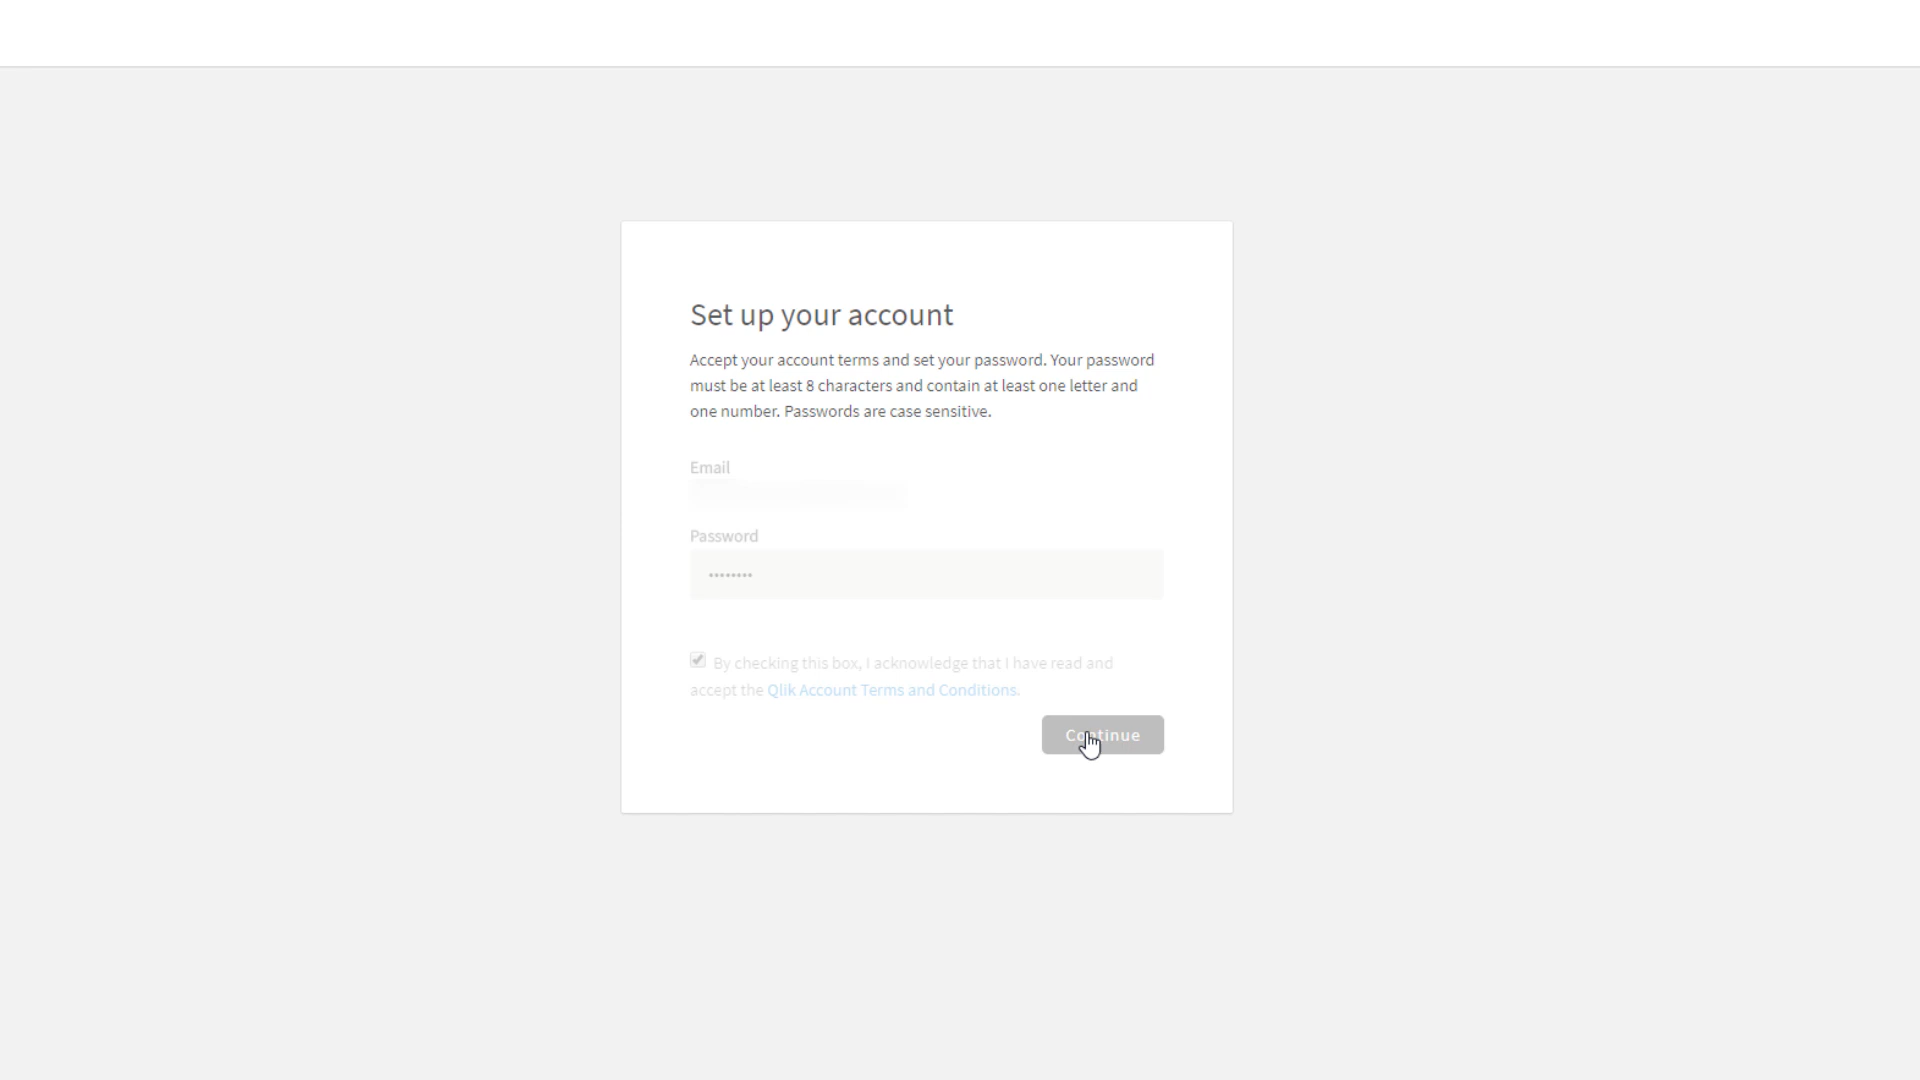 Set up your account
Accept your account terms and set your password. Your password
must be at least 8 characters and contain at least one letter and
one number. Passwords are case sensitive.
Email
Password
••••••••
By checking this box, I acknowledge that I have read and
accept the Qlik Account Terms and Conditions.
Continue